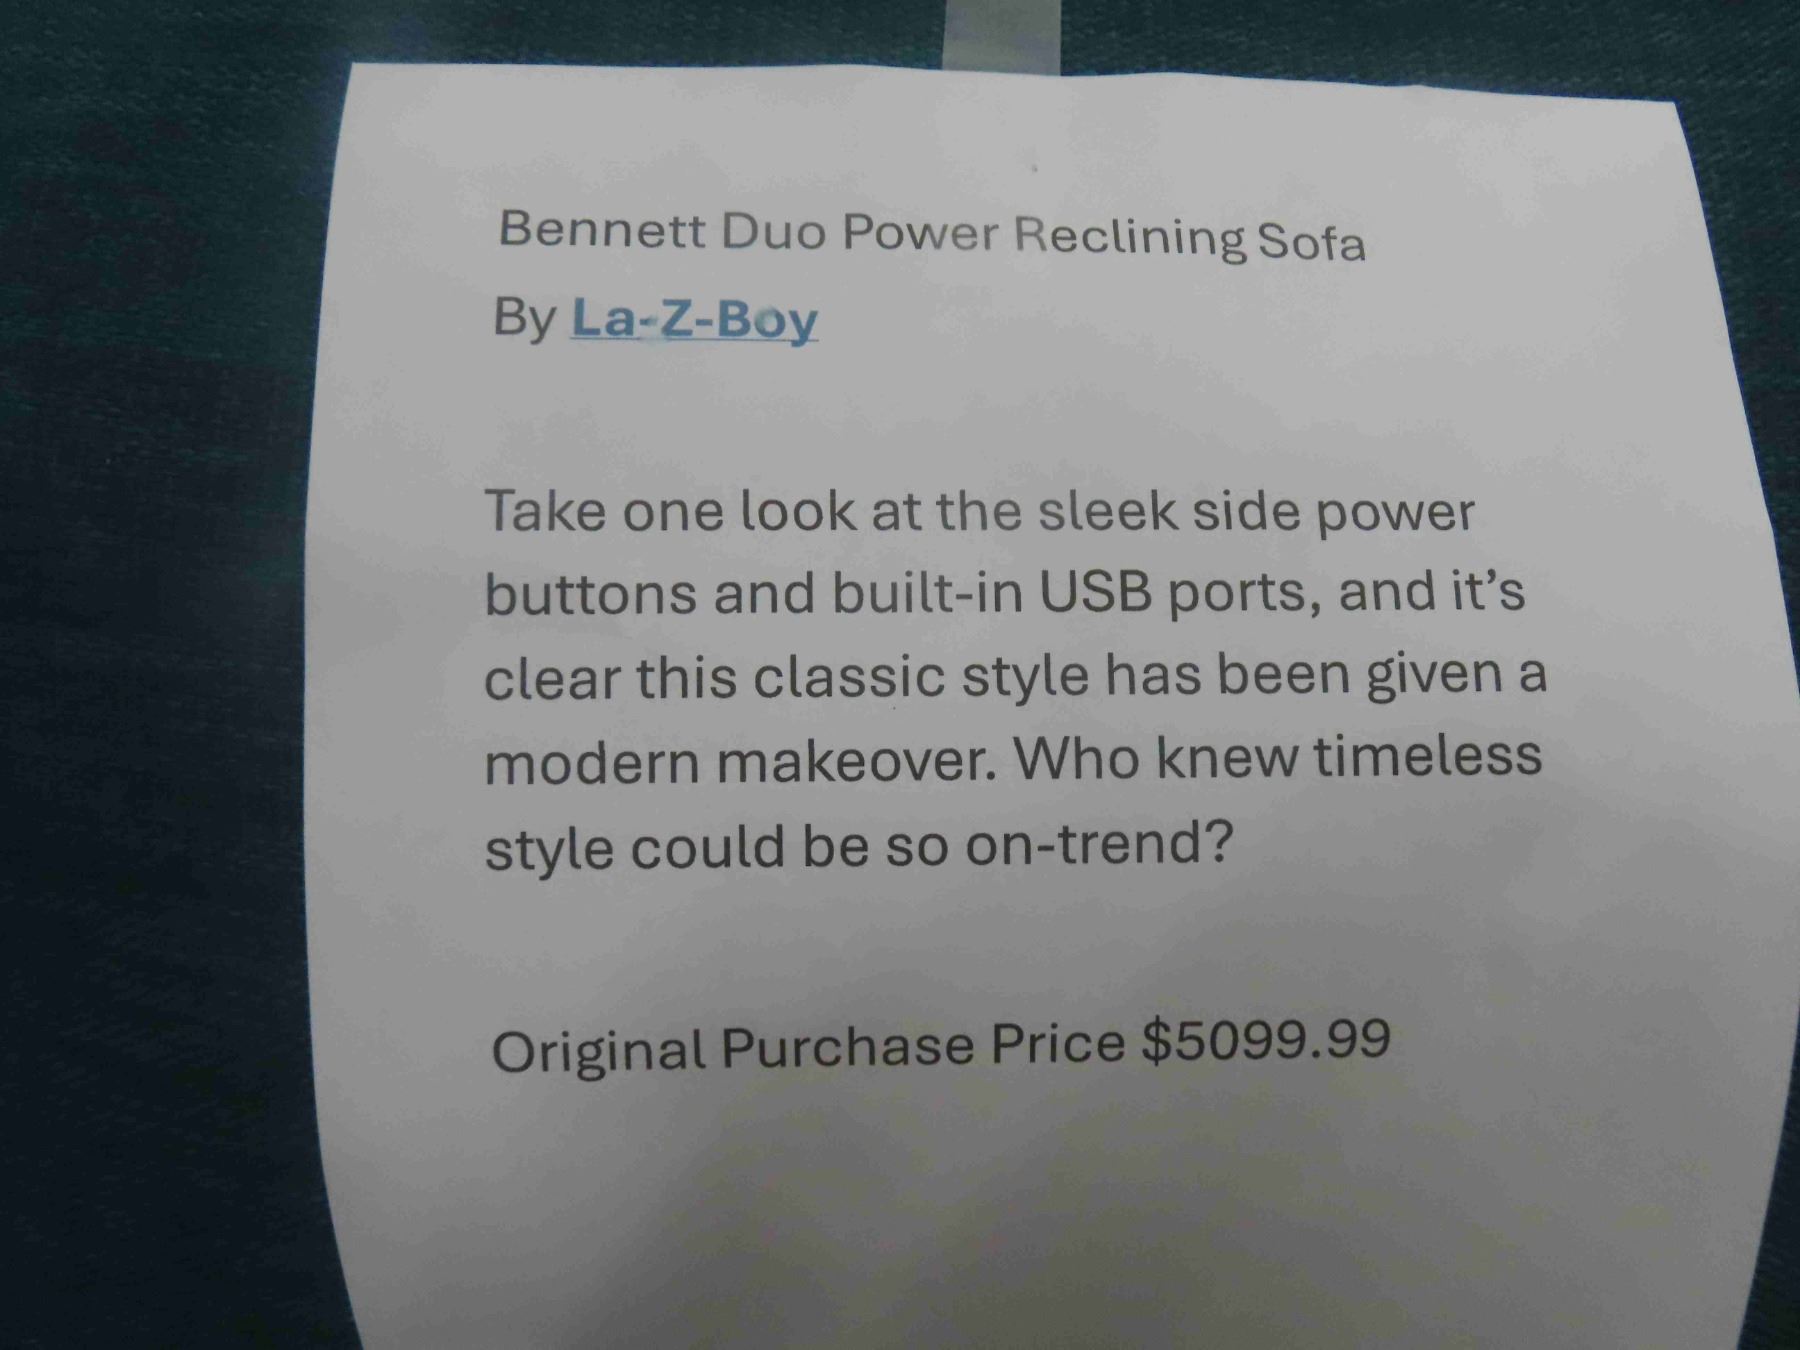 Bennett Duo Power Reclining Sofa
By La-Z-Boy
Take one look at the sleek side power
buttons and built-in USB ports, and it’s
clear this classic style has been given a
modern makeover. Who knew timeless
style could be so on-trend?
Original Purchase Price $5099.99